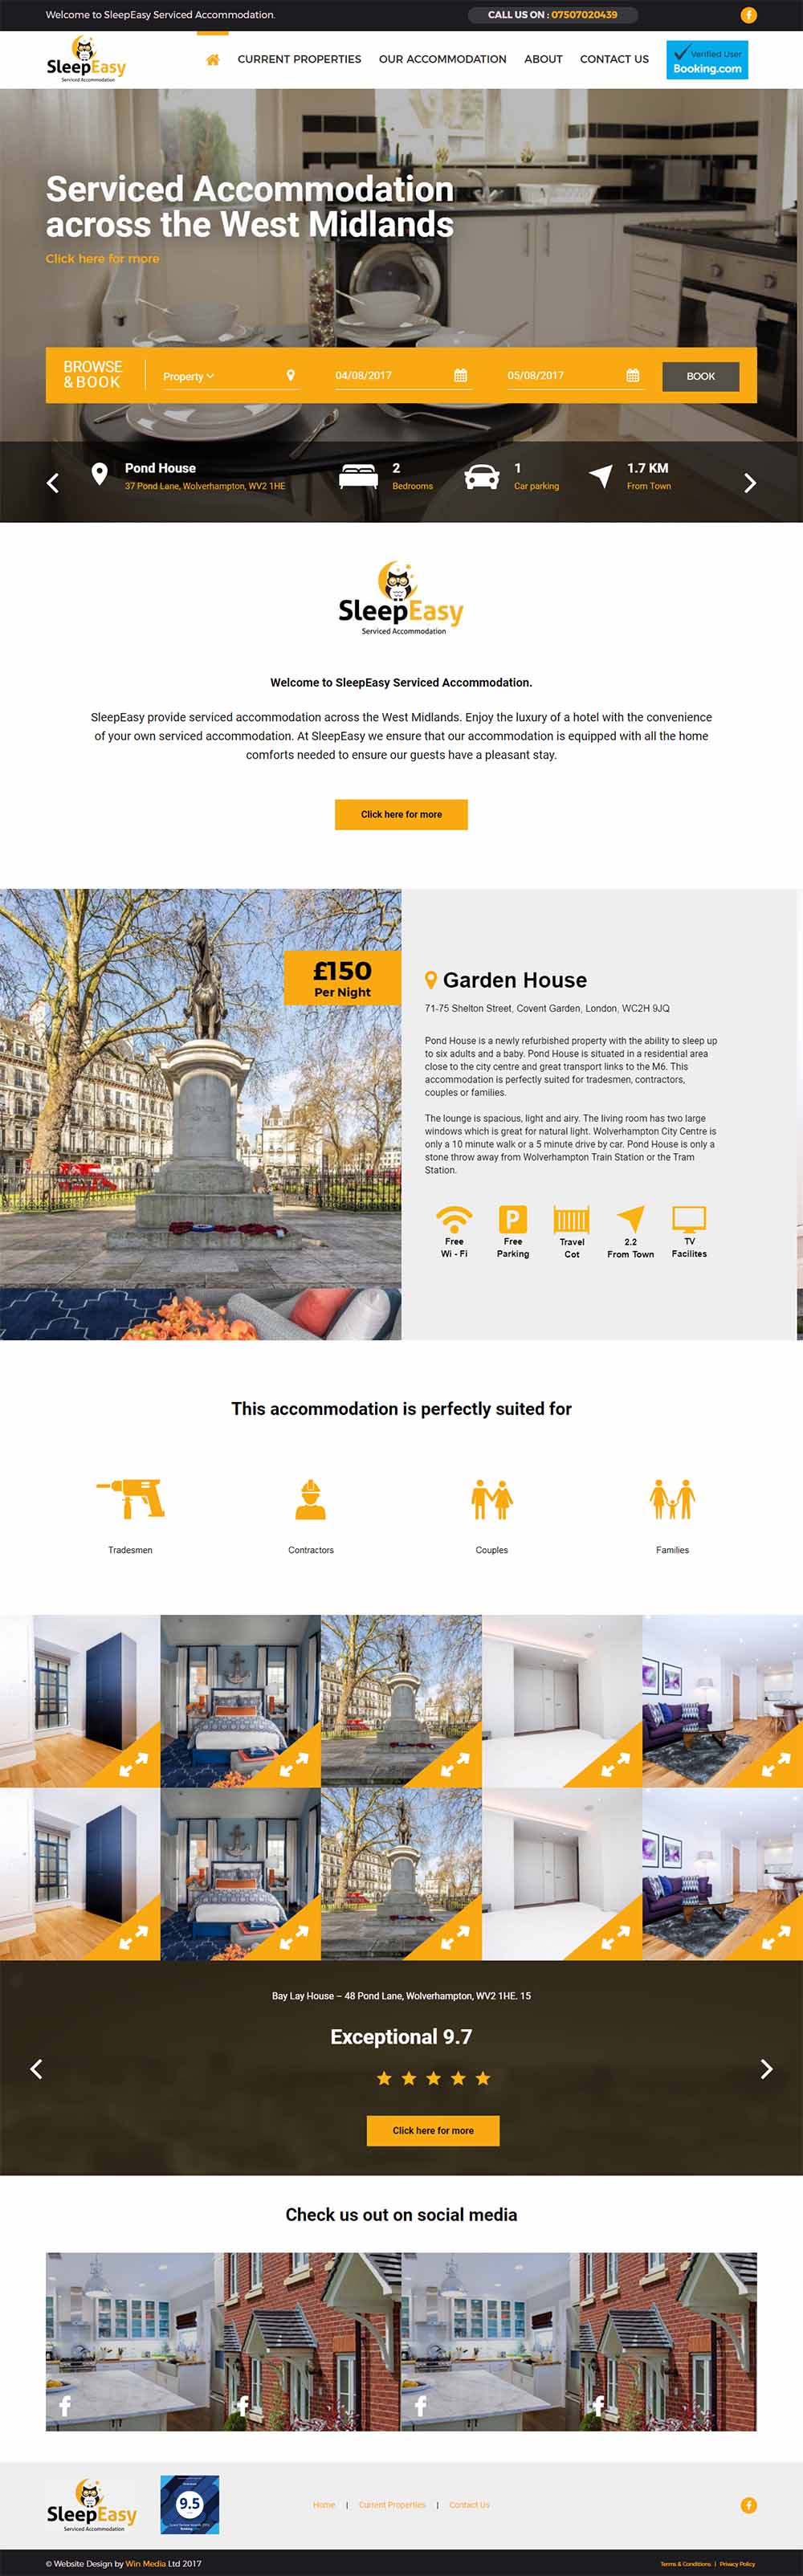 Welcome to SleepEasy Serviced Accommodation.
CALL US ON : 07507020439
SleepEasy
Serviced Accommodation
CURRENT PROPERTIES
OUR ACCOMMODATION
ABOUT
CONTACT US
Verified User
Booking.com
Serviced Accommodation
across the West Midlands
Click here for more
BROWSE
& BOOK
Property
04/08/2017
05/08/2017
BOOK
Pond House
37 Pond Lane, Wolverhampton, WV2 1HE
2
Bedrooms
1
Car parking
1.7 KM
From Town
SleepEasy
Serviced Accommodation
Welcome to SleepEasy Serviced Accommodation.
SleepEasy provide serviced accommodation across the West Midlands. Enjoy the luxury of a hotel with the convenience
of your own serviced accommodation. At SleepEasy we ensure that our accommodation is equipped with all the home
comforts needed to ensure our guests have a pleasant stay.
Click here for more
£150
Per Night
Garden House
71-75 Shelton Street, Covent Garden, London, WC2H 9JQ
Pond House is a newly refurbished property with the ability to sleep up
to six adults and a baby. Pond House is situated in a residential area
close to the city centre and great transport links to the M6. This
accommodation is perfectly suited for tradesmen, contractors,
couples or families.
The lounge is spacious, light and airy. The living room has two large
windows which is great for natural light. Wolverhampton City Centre is
only a 10 minute walk or a 5 minute drive by car. Pond House is only a
stone throw away from Wolverhampton Train Station or the Tram
Station.
P
Free
Wi - Fi
Free
Parking
Travel
Cot
2.2
From Town
TV
Facilites
This accommodation is perfectly suited for
Tradesmen
Contractors
Couples
Families
Bay Lay House – 48 Pond Lane, Wolverhampton, WV2 1HE. 15
Exceptional 9.7
Click here for more
Check us out on social media
SleepEasy
Serviced Accommodation
9.5
Home | Current Properties | Contact Us
© Website Design by Win Media Ltd 2017
Terms & Conditions | Privacy Policy